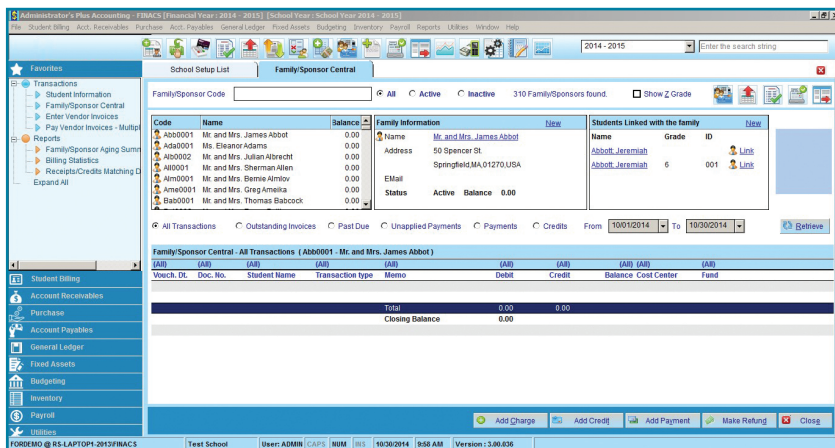 Administrator's Plus Accounting - FINACS [Financial Year : 2014 - 2015] [School Year : School Year 2014 - 2015]
File Student Billing Acct. Receivables Purchase Acct. Payables General Ledger Fixed Assets Budgeting Inventory Payroll Reports Utilities Window Help
2014 - 2015 Enter the search string
Favorites
Transactions
Student Information
Family/Sponsor Central
Enter Vendor Invoices
Pay Vendor Invoices - Multipl
Reports
Family/Sponsor Aging Summ
Billing Statistics
Receipts/Credits Matching D
Expand All
Student Billing
Account Receivables
Purchase
Account Payables
General Ledger
Fixed Assets
Budgeting
Inventory
Payroll
Utilities
School Setup List Family/Sponsor Central
Family/Sponsor Code All Active Inactive 310 Family/Sponsors found. Show Z Grade
Code Name Balance
Abb0001 Mr. and Mrs. James Abbot 0.00
Ada0001 Ms. Eleanor Adams 0.00
Alb0002 Mr. and Mrs. Julian Albrecht 0.00
All0001 Mr. and Mrs. Sherman Allen 0.00
Alm0001 Mr. and Mrs. Bernie Almlov 0.00
Ame0001 Mr. and Mrs. Greg Ameika 0.00
Bab0001 Mr. and Mrs. Thomas Babcock 0.00
Family Information New
Name Mr. and Mrs. James Abbot
Address 50 Spencer St.
Springfield,MA,01270,USA
EMail
Status Active Balance 0.00
Students Linked with the family New
Name Grade ID
Abbott, Jeremiah Link
Abbott, Jeremiah 6 001 Link
All Transactions Outstanding Invoices Past Due Unapplied Payments Payments Credits From 10/01/2014 To 10/30/2014 Retrieve
Family/Sponsor Central - All Transactions ( Abb0001 - Mr. and Mrs. James Abbot )
(All) (All) (All) (All) (All) (All) (All) (All) (All) (All)
Vouch. Dt. Doc. No. Student Name Transaction type Memo Debit Credit Balance Cost Center Fund
Total 0.00 0.00
Closing Balance 0.00
Add Charge Add Credit Add Payment Make Refund Close
FORDEMO @ RS-LAPTOP1-2013\FINACS Test School User: ADMIN CAPS NUM INS 10/30/2014 9:58 AM Version : 3.00.036